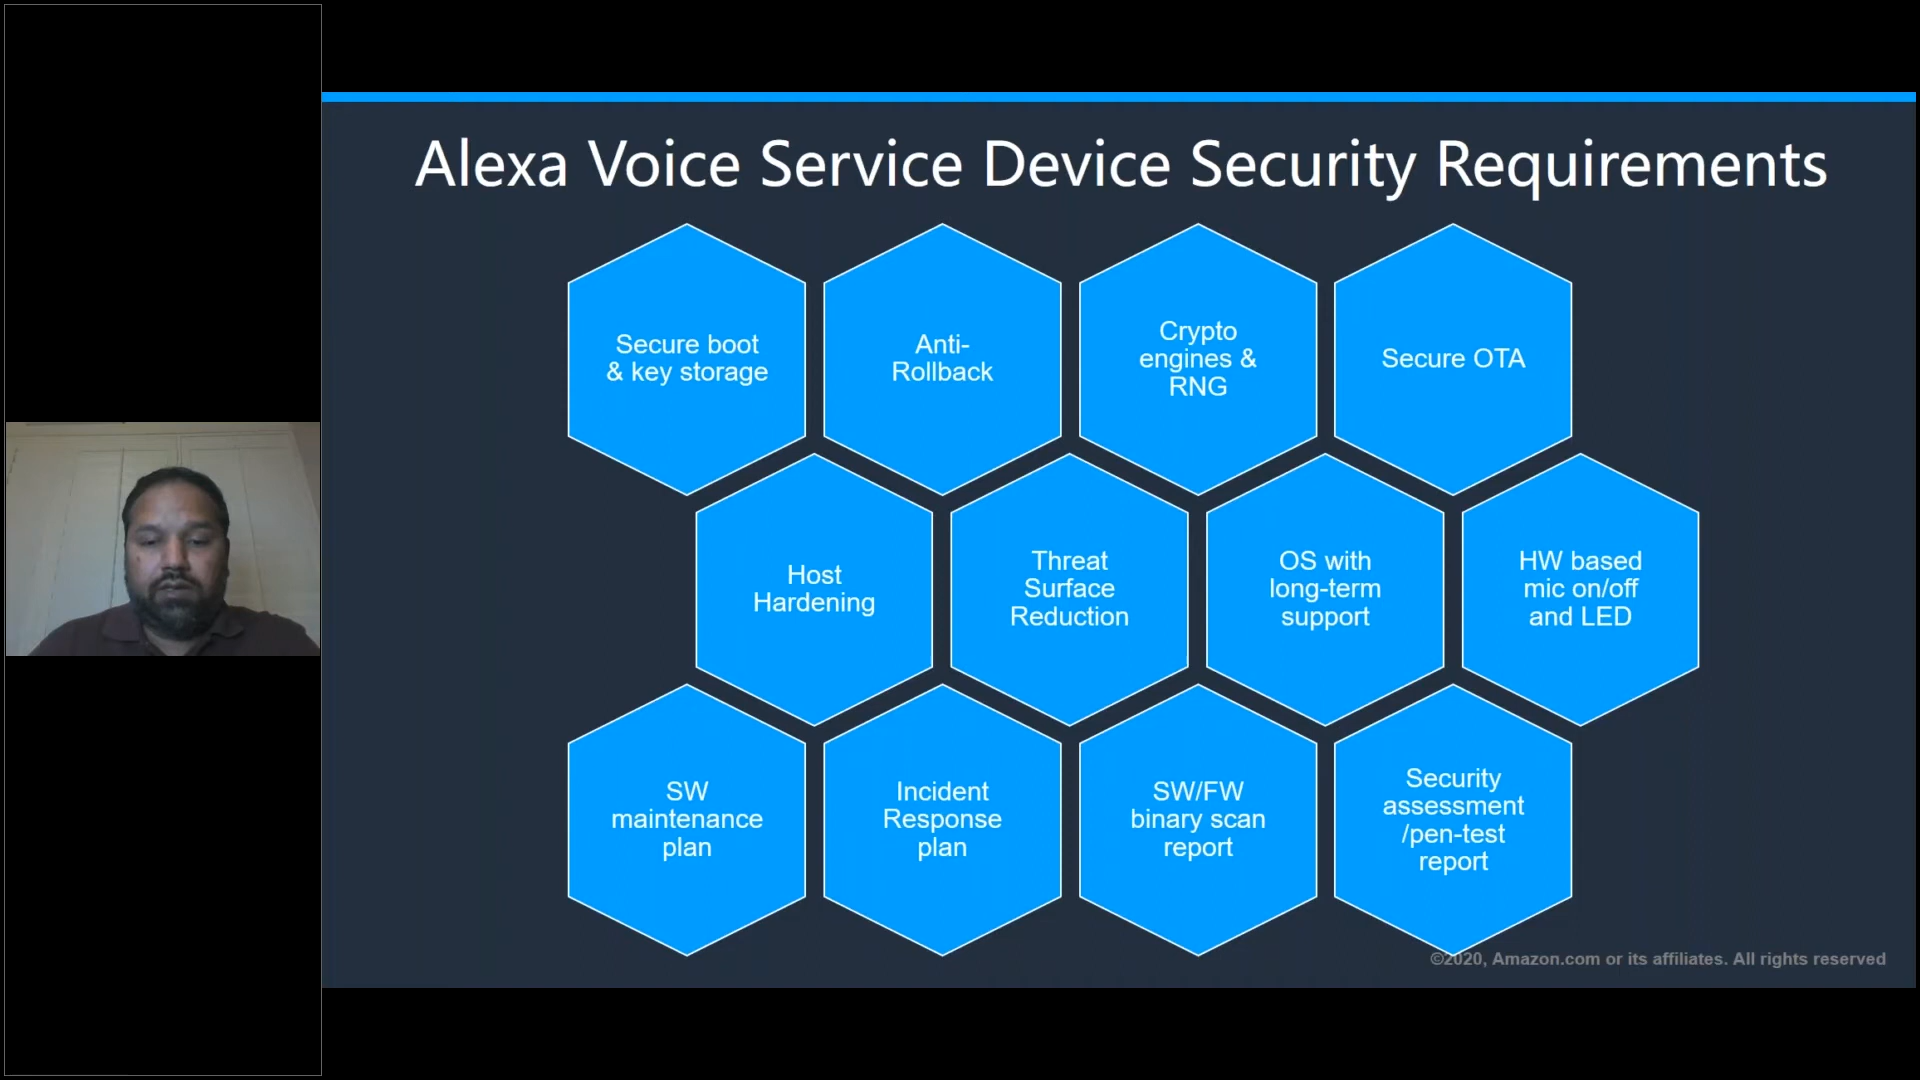 Alexa Voice Service Device Security Requirements
Secure boot
& key storage
Anti-
Rollback
Crypto
engines &
RNG
Secure OTA
Host
Hardening
Threat
Surface
Reduction
OS with
long-term
support
HW based
mic on/off
and LED
SW
maintenance
plan
Incident
Response
plan
SW/FW
binary scan
report
Security
assessment
/pen-test
report
©2020, Amazon.com or its affiliates. All rights reserved